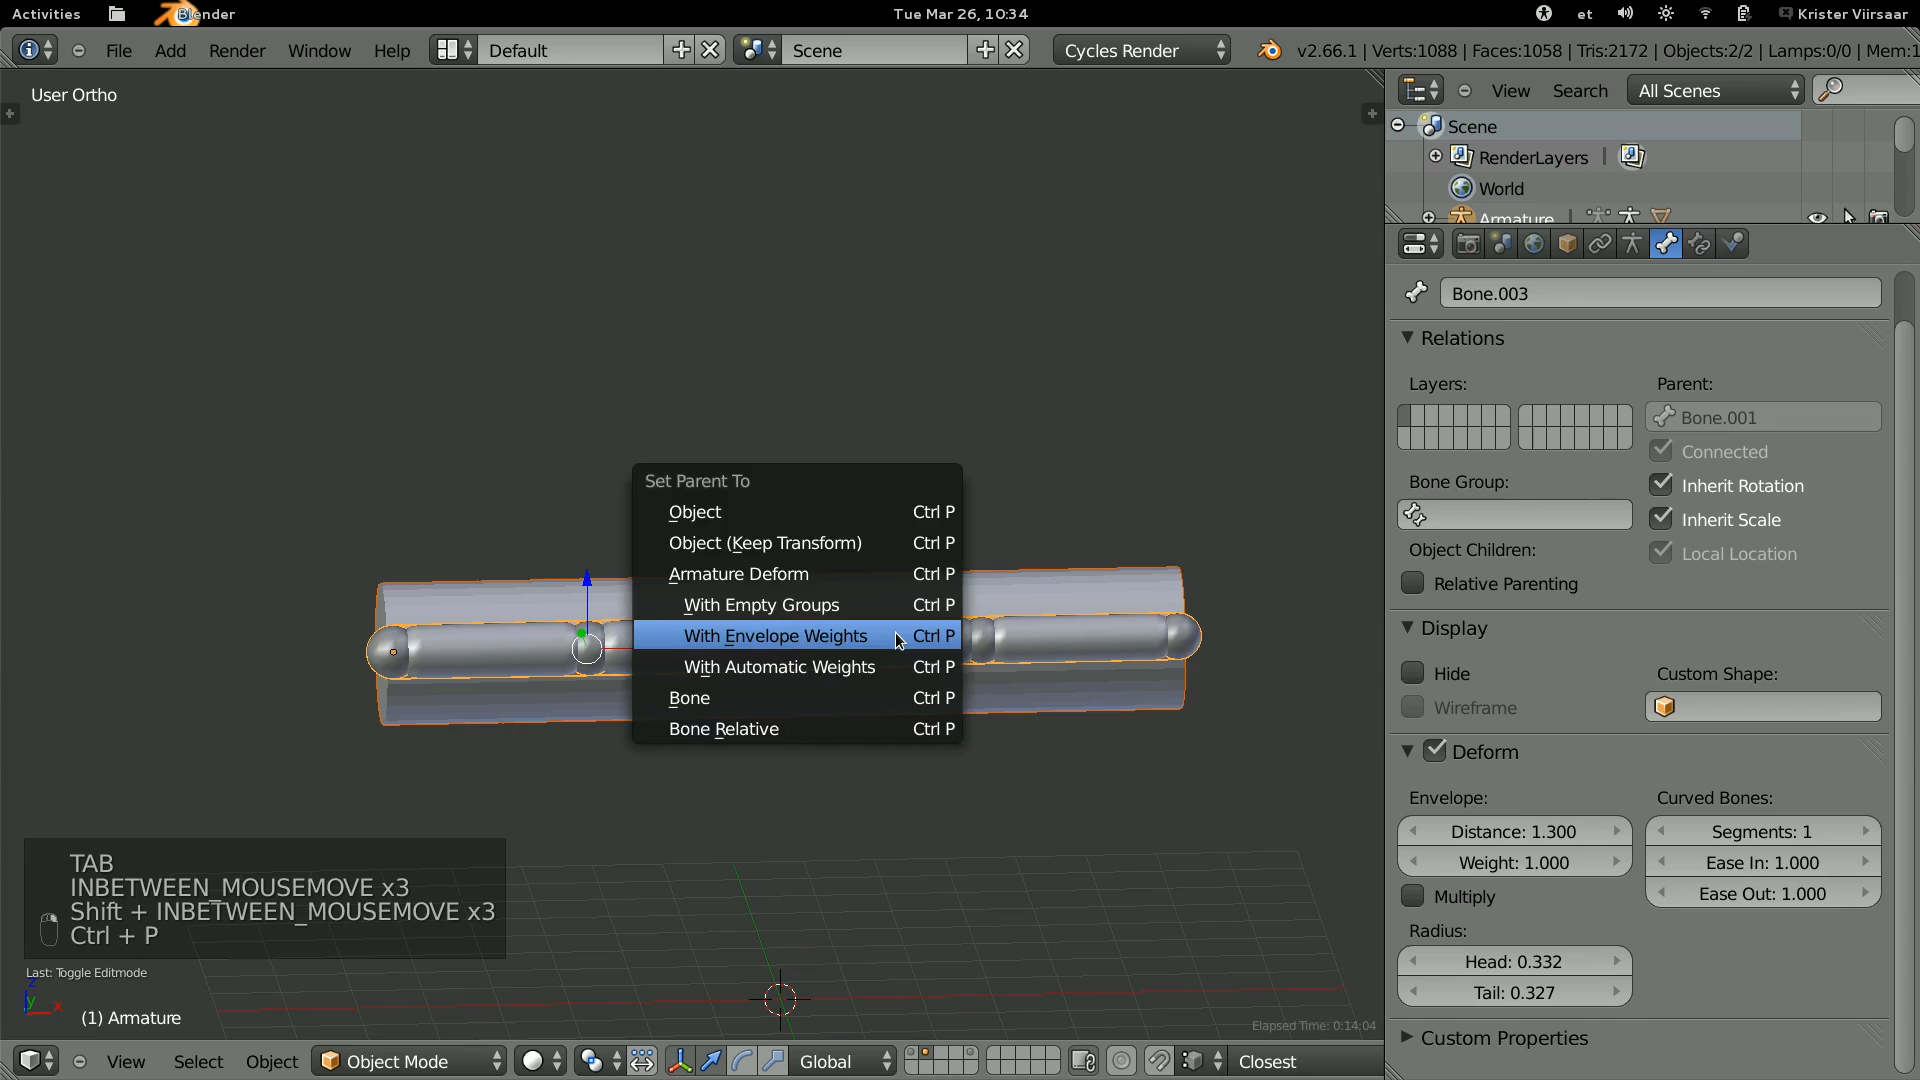 Activities Blender Tue Mar 26, 10:34 et Krister Viirsaar
File Add Render Window Help Default Scene Cycles Render v2.66.1 | Verts:1088 | Faces:1058 | Tris:2172 | Objects:2/2 | Lamps:0/0 | Mem:1
User Ortho
View Search All Scenes
Scene
RenderLayers
World
Armature
Bone.003
Relations
Layers: Parent:
Bone.001
Connected
Bone Group: Inherit Rotation
Inherit Scale
Object Children: Local Location
Relative Parenting
Display
Hide Custom Shape:
Wireframe
Deform
Envelope: Curved Bones:
Distance: 1.300 Segments: 1
Weight: 1.000 Ease In: 1.000
Multiply Ease Out: 1.000
Radius:
Head: 0.332
Tail: 0.327
Custom Properties
Set Parent To
Object Ctrl P
Object (Keep Transform) Ctrl P
Armature Deform Ctrl P
With Empty Groups Ctrl P
With Envelope Weights Ctrl P
With Automatic Weights Ctrl P
Bone Ctrl P
Bone Relative Ctrl P
TAB
INBETWEEN_MOUSEMOVE x3
Shift + INBETWEEN_MOUSEMOVE x3
Ctrl + P
Last: Toggle Editmode
z
y x
(1) Armature
Elapsed Time: 0:14:04
View Select Object Object Mode Global Closest